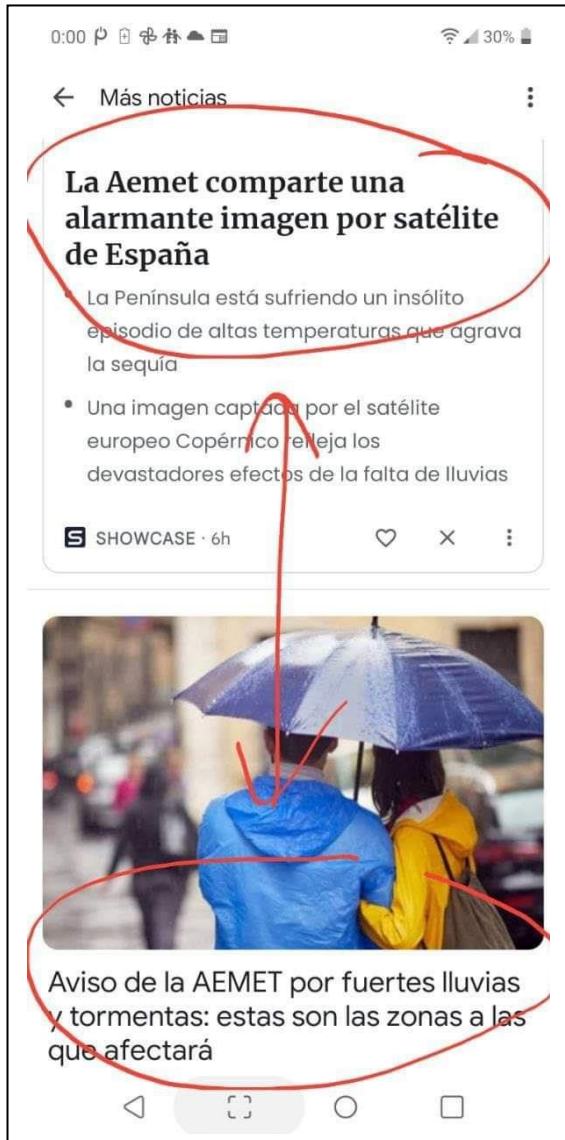 0:00 30%
Más noticias
La Aemet comparte una
alarmante imagen por satélite
de España
• La Península está sufriendo un insólito
episodio de altas temperaturas que agrava
la sequía
• Una imagen captada por el satélite
europeo Copérnico refleja los
devastadores efectos de la falta de lluvias
S SHOWCASE · 6h
Aviso de la AEMET por fuertes lluvias
y tormentas: estas son las zonas a las
que afectará